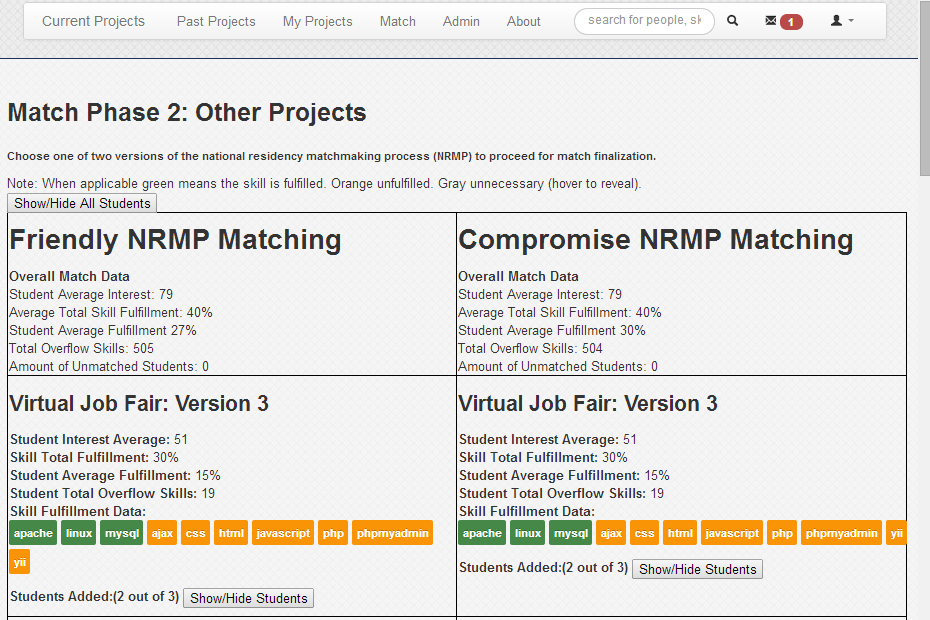 Current Projects Past Projects My Projects Match Admin About search for people, sk 1
Match Phase 2: Other Projects
Choose one of two versions of the national residency matchmaking process (NRMP) to proceed for match finalization.
Note: When applicable green means the skill is fulfilled. Orange unfulfilled. Gray unnecessary (hover to reveal).
Show/Hide All Students
Friendly NRMP Matching
Overall Match Data
Student Average Interest: 79
Average Total Skill Fulfillment: 40%
Student Average Fulfillment 27%
Total Overflow Skills: 505
Amount of Unmatched Students: 0
Compromise NRMP Matching
Overall Match Data
Student Average Interest: 79
Average Total Skill Fulfillment: 40%
Student Average Fulfillment 30%
Total Overflow Skills: 504
Amount of Unmatched Students: 0
Virtual Job Fair: Version 3
Student Interest Average: 51
Skill Total Fulfillment: 30%
Student Average Fulfillment: 15%
Student Total Overflow Skills: 19
Skill Fulfillment Data:
apache linux mysql ajax css html javascript php phpmyadmin
yii
Students Added:(2 out of 3) Show/Hide Students
Virtual Job Fair: Version 3
Student Interest Average: 51
Skill Total Fulfillment: 30%
Student Average Fulfillment: 15%
Student Total Overflow Skills: 19
Skill Fulfillment Data:
apache linux mysql ajax css html javascript php phpmyadmin yii
Students Added:(2 out of 3) Show/Hide Students